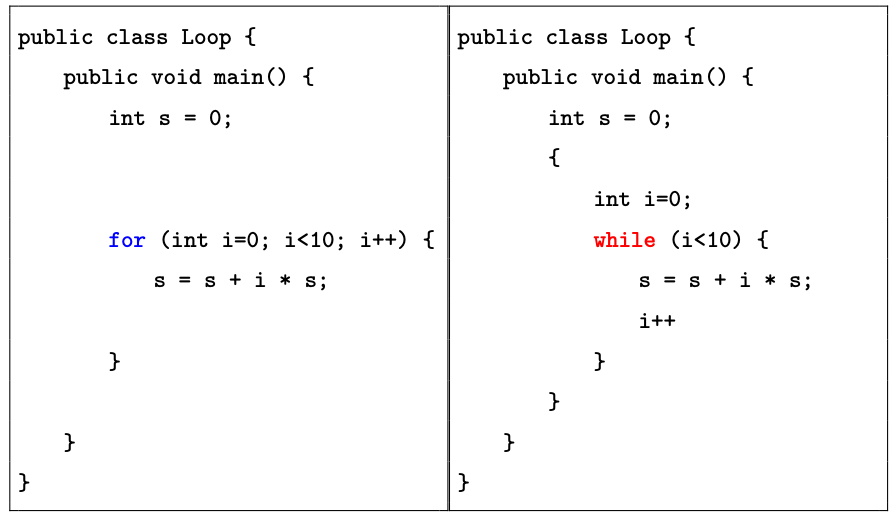 public class Loop {
public void main() {
int s = 0;
for (int i=0; i<10; i++) {
s = s + i * s;
}
}
}
public class Loop {
public void main() {
int s = 0;
{
int i=0;
while (i<10) {
s = s + i * s;
i++
}
}
}
}